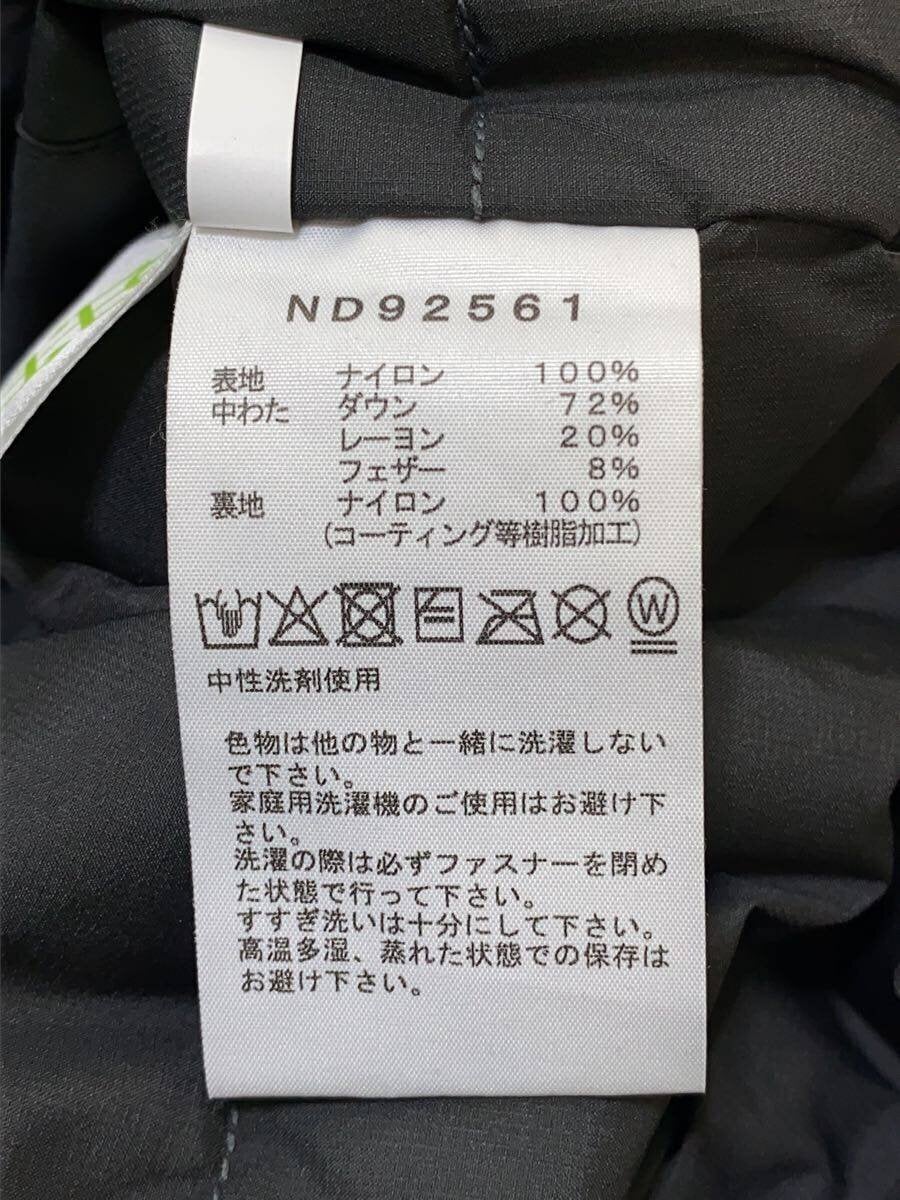 ND92561
表地 ナイロン 100%
中わた ダウン 72%
レーヨン 20%
フェザー 8%
裏地 ナイロン 100%
(コーティング等樹脂加工)
W
中性洗剤使用
色物は他の物と一緒に洗濯しない
で下さい。
家庭用洗濯機のご使用はお避け下
さい。
洗濯の際は必ずファスナーを閉め
た状態で行って下さい。
すすぎ洗いは十分にして下さい。
高温多湿、蒸れた状態での保存は
お避け下さい。